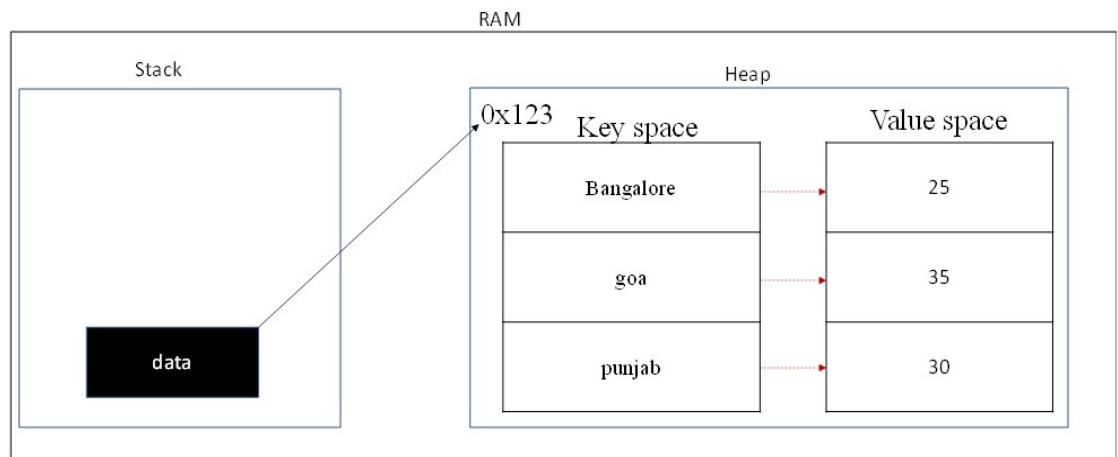 RAM
Stack
Heap
0x123
Key space
Value space
Bangalore
25
goa
35
data
punjab
30